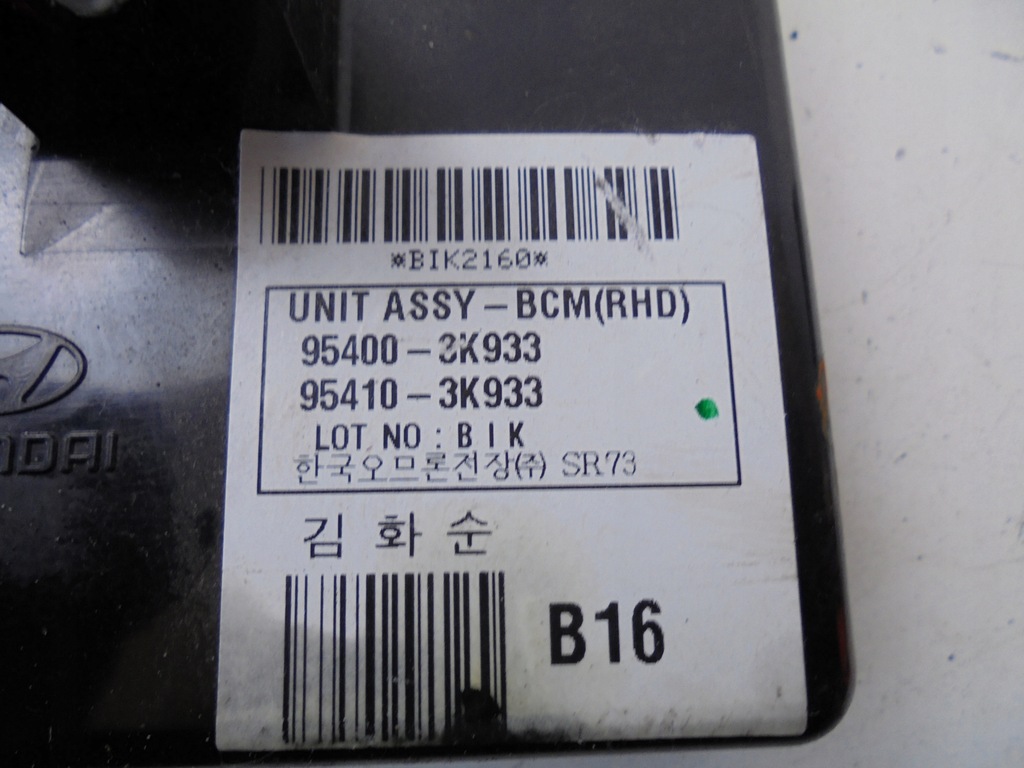 *BIK2160*
UNIT ASSY - BCM(RHD)
95400 - 3K933
95410 - 3K933
LOT NO : B I K
한국오므론전장(주) SR73
김 화 순
B16